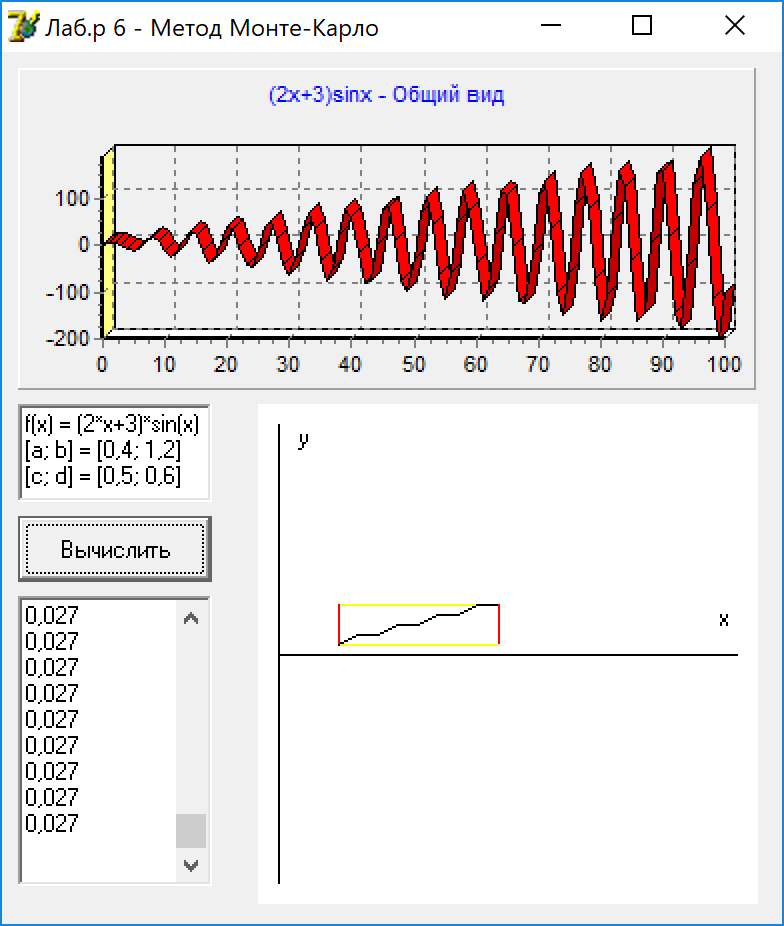 Лаб.р 6 - Метод Монте-Карло
(2x+3)sinx - Общий вид
100
0
-100
-200
0 10 20 30 40 50 60 70 80 90 100
f(x) = (2*x+3)*sin(x)
[a; b] = [0,4; 1,2]
[c; d] = [0,5; 0,6]
Вычислить
0,027
0,027
0,027
0,027
0,027
0,027
0,027
0,027
0,027
y
x